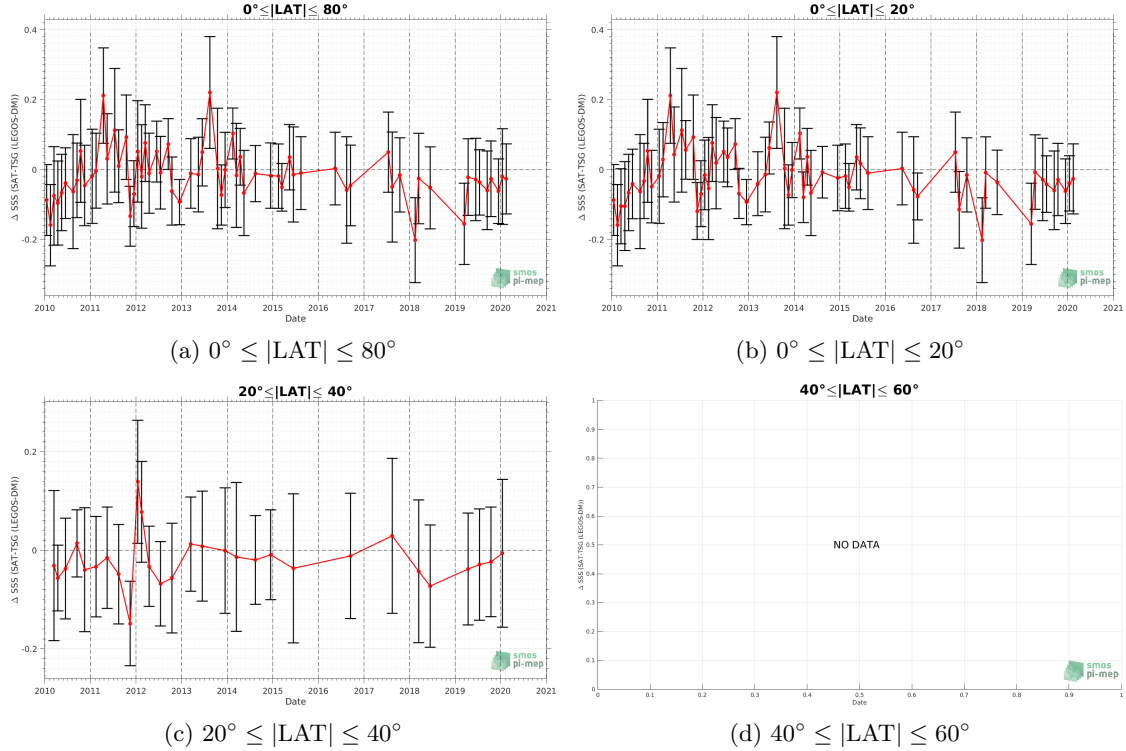 0°≤|LAT|≤ 80°
Δ SSS (SAT-TSG (LEGOS-DM))
0.4
0.2
0
-0.2
2010 2011 2012 2013 2014 2015 2016 2017 2018 2019 2020 2021
Date
smos
pi-mep
(a) 0° ≤ |LAT| ≤ 80°
0°≤|LAT|≤ 20°
Δ SSS (SAT-TSG (LEGOS-DM))
0.4
0.2
0
-0.2
2010 2011 2012 2013 2014 2015 2016 2017 2018 2019 2020 2021
Date
smos
pi-mep
(b) 0° ≤ |LAT| ≤ 20°
20°≤|LAT|≤ 40°
Δ SSS (SAT-TSG (LEGOS-DM))
0.2
0
-0.2
2010 2011 2012 2013 2014 2015 2016 2017 2018 2019 2020 2021
Date
smos
pi-mep
(c) 20° ≤ |LAT| ≤ 40°
40°≤|LAT|≤ 60°
Δ SSS (SAT-TSG (LEGOS-DM))
1
0.9
0.8
0.7
0.6
0.5
0.4
0.3
0.2
0.1
0
NO DATA
0 0.1 0.2 0.3 0.4 0.5 0.6 0.7 0.8 0.9 1
Date
smos
pi-mep
(d) 40° ≤ |LAT| ≤ 60°